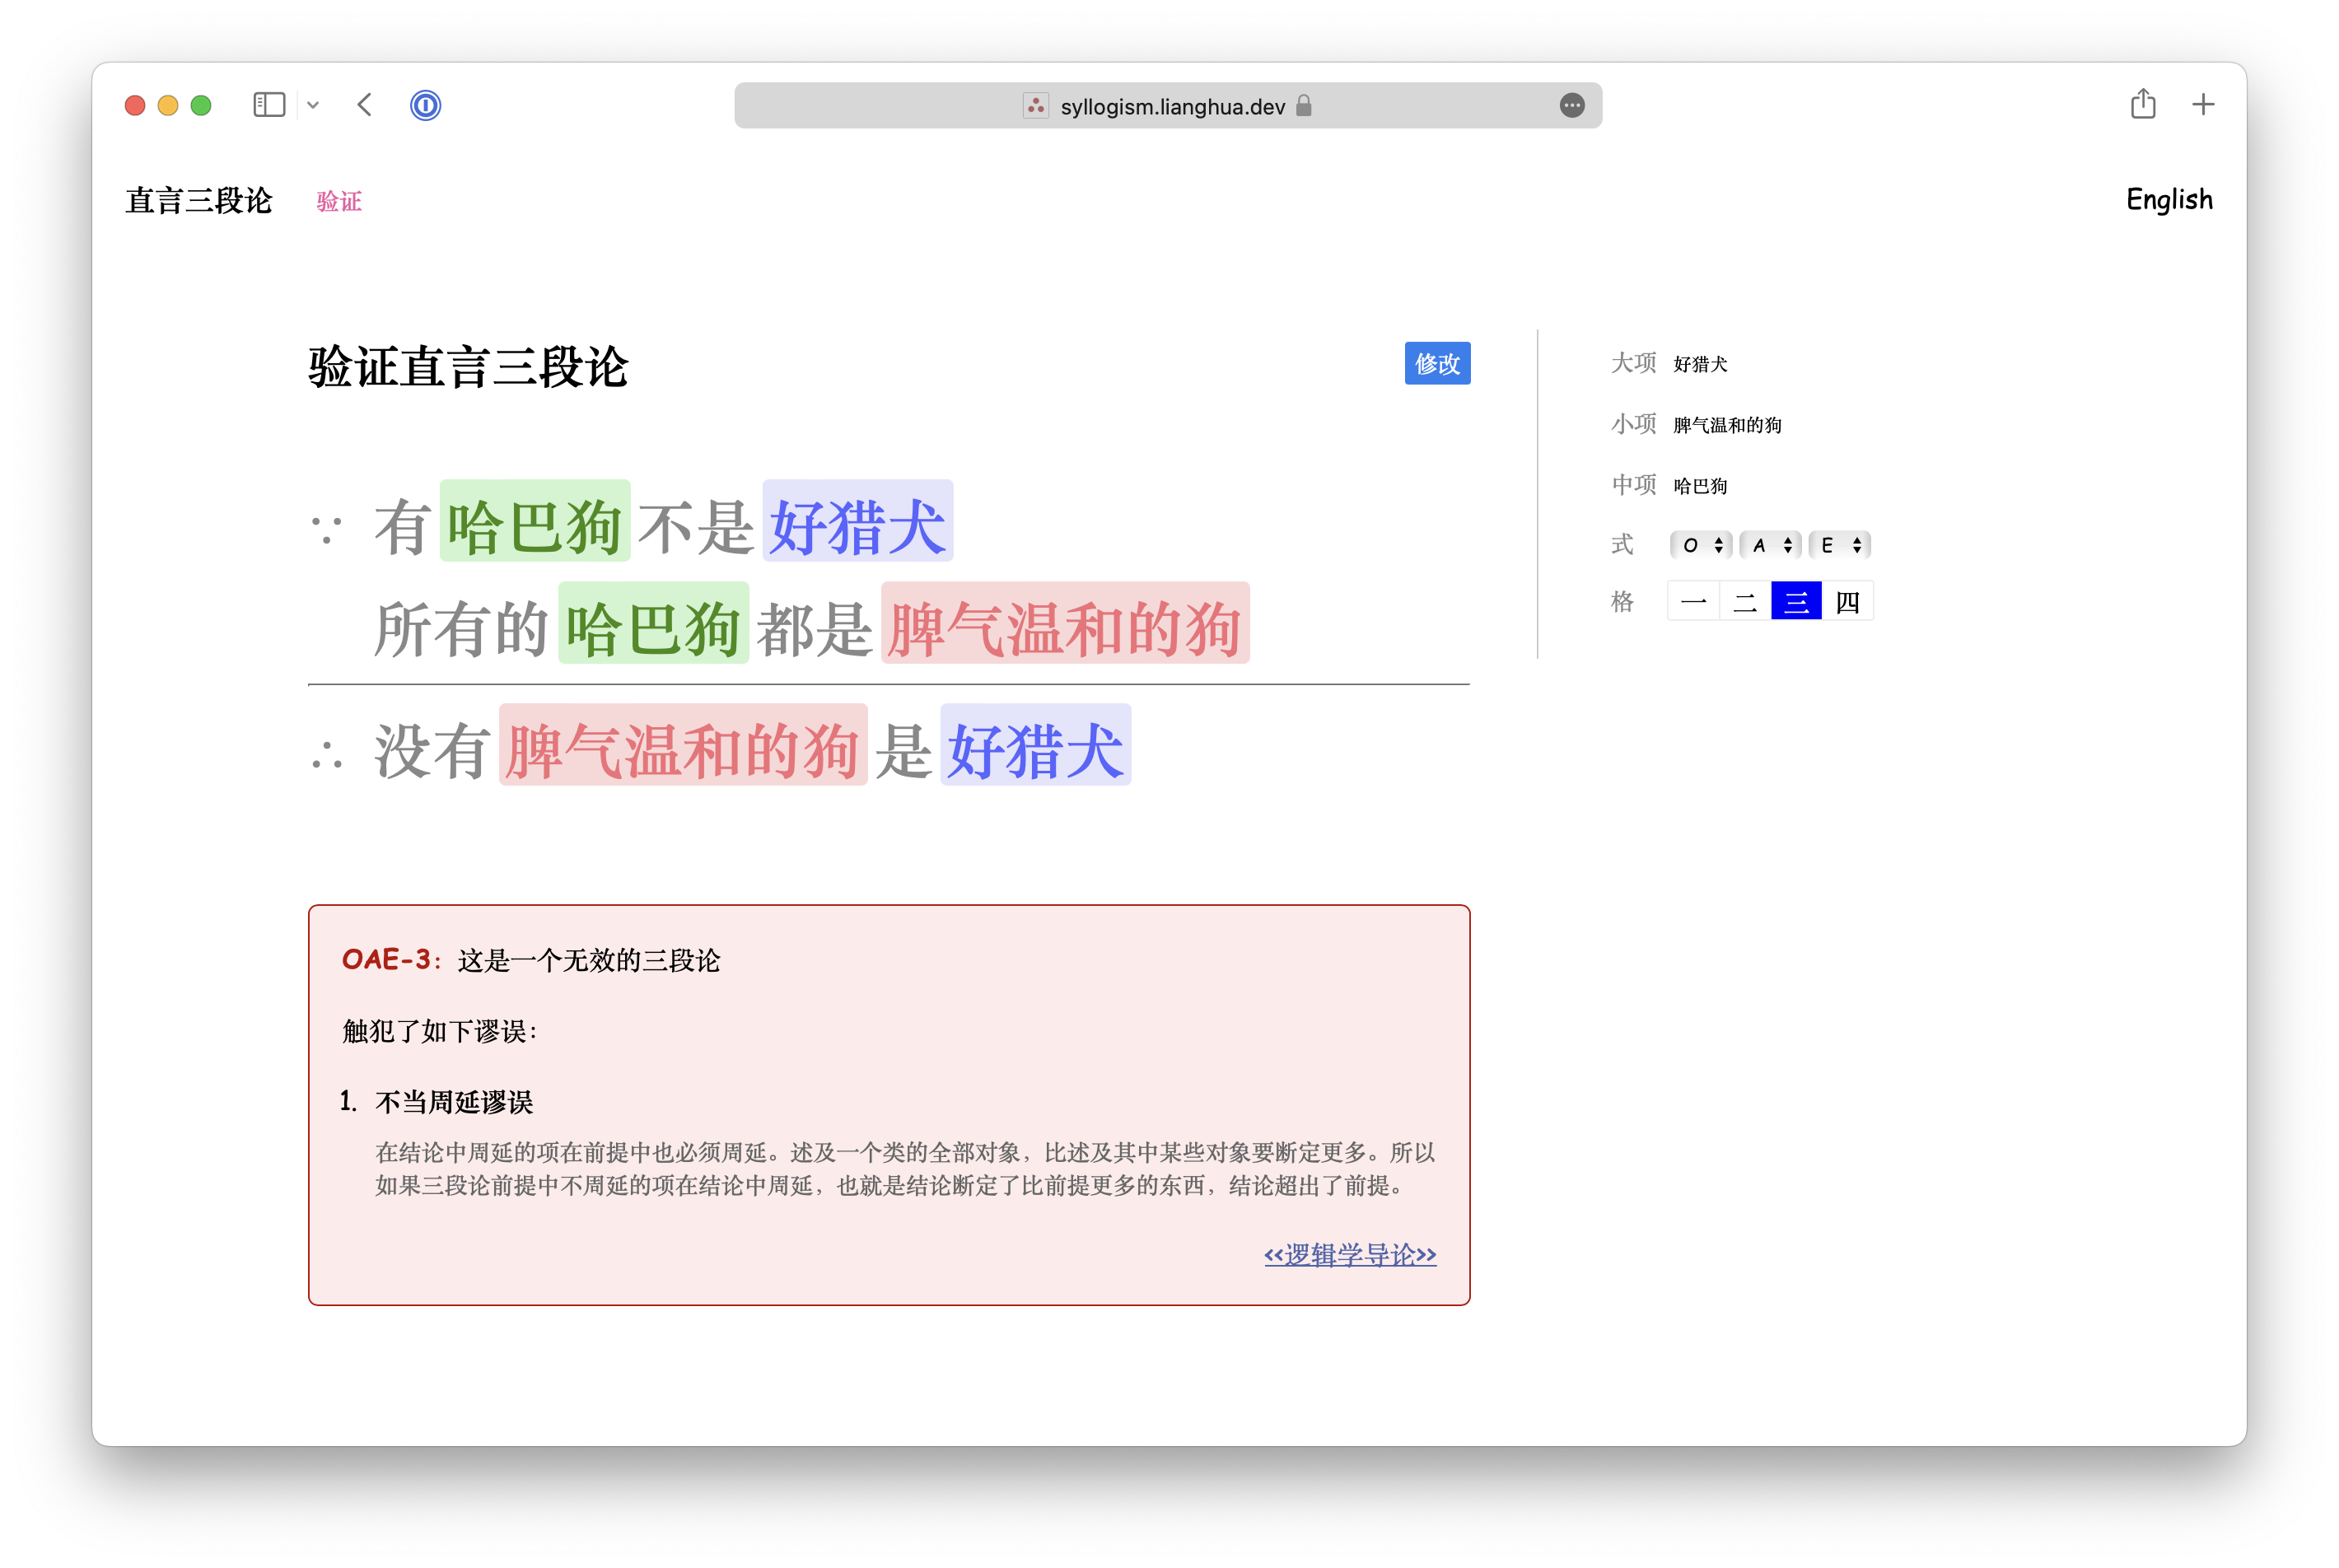 syllogism.lianghua.dev
直言三段论 验证 English
验证直言三段论 修改
∵ 有 哈巴狗 不是 好猎犬
所有的 哈巴狗 都是 脾气温和的狗
∴ 没有 脾气温和的狗 是 好猎犬
大项 好猎犬
小项 脾气温和的狗
中项 哈巴狗
式 O A E
格 一 二 三 四
OAE-3：这是一个无效的三段论
触犯了如下谬误：
1. 不当周延谬误
在结论中周延的项在前提中也必须周延。述及一个类的全部对象，比述及其中某些对象要断定更多。所以
如果三段论前提中不周延的项在结论中周延，也就是结论断定了比前提更多的东西，结论超出了前提。
<<逻辑学导论>>